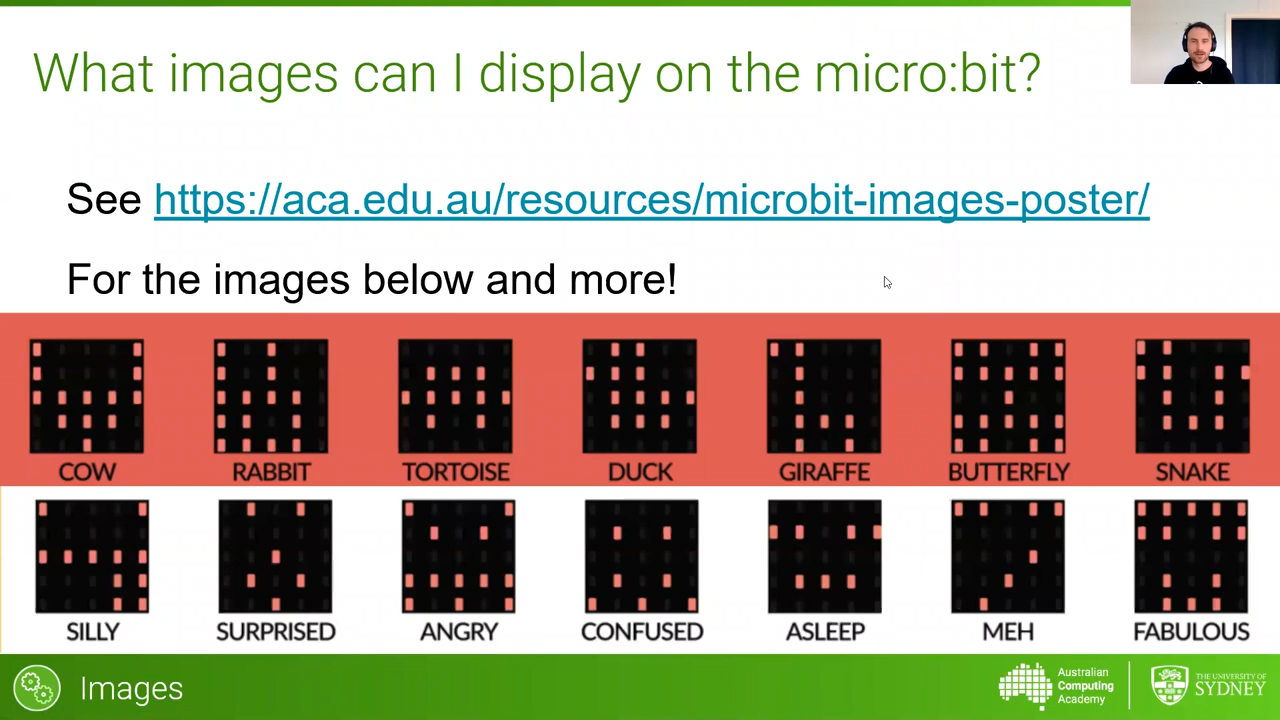 What images can I display on the micro:bit?
See https://aca.edu.au/resources/microbit-images-poster/
For the images below and more!
COW RABBIT TORTOISE DUCK GIRAFFE BUTTERFLY SNAKE
SILLY SURPRISED ANGRY CONFUSED ASLEEP MEH FABULOUS
Images
Australian
Computing
Academy
THE UNIVERSITY OF
SYDNEY